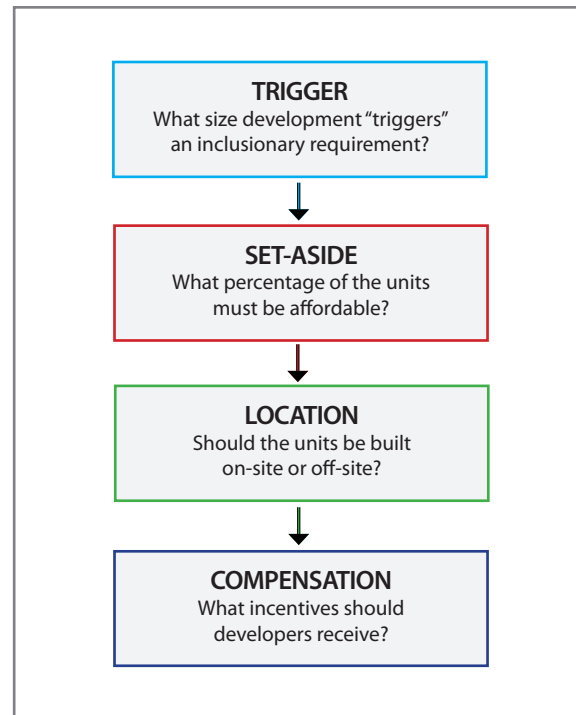 TRIGGER
What size development “triggers”
an inclusionary requirement?
SET-ASIDE
What percentage of the units
must be affordable?
LOCATION
Should the units be built
on-site or off-site?
COMPENSATION
What incentives should
developers receive?